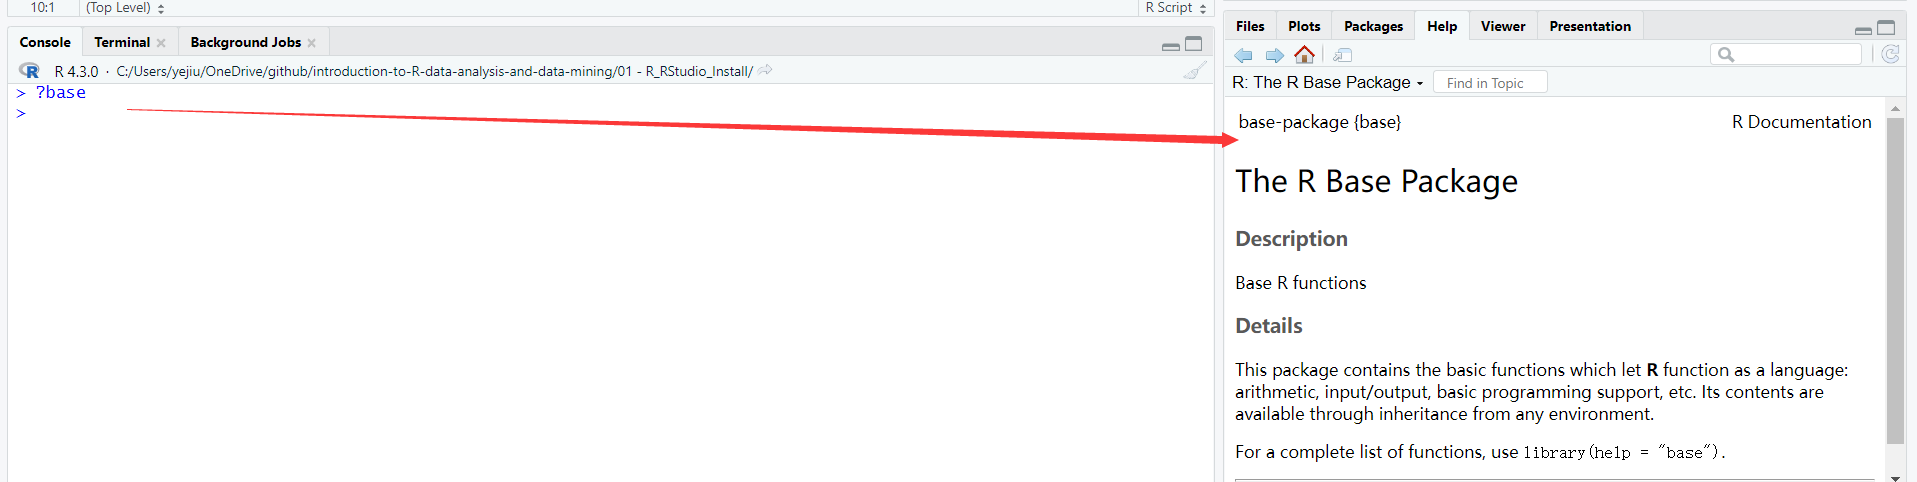 10:1 (Top Level) R Script
Console Terminal Background Jobs
R 4.3.0 · C:/Users/yejiu/OneDrive/github/introduction-to-R-data-analysis-and-data-mining/01 - R_RStudio_Install/
> ?base
>
Files Plots Packages Help Viewer Presentation
R: The R Base Package Find in Topic
base-package {base} R Documentation
The R Base Package
Description
Base R functions
Details
This package contains the basic functions which let R function as a language:
arithmetic, input/output, basic programming support, etc. Its contents are
available through inheritance from any environment.
For a complete list of functions, use library(help = "base").